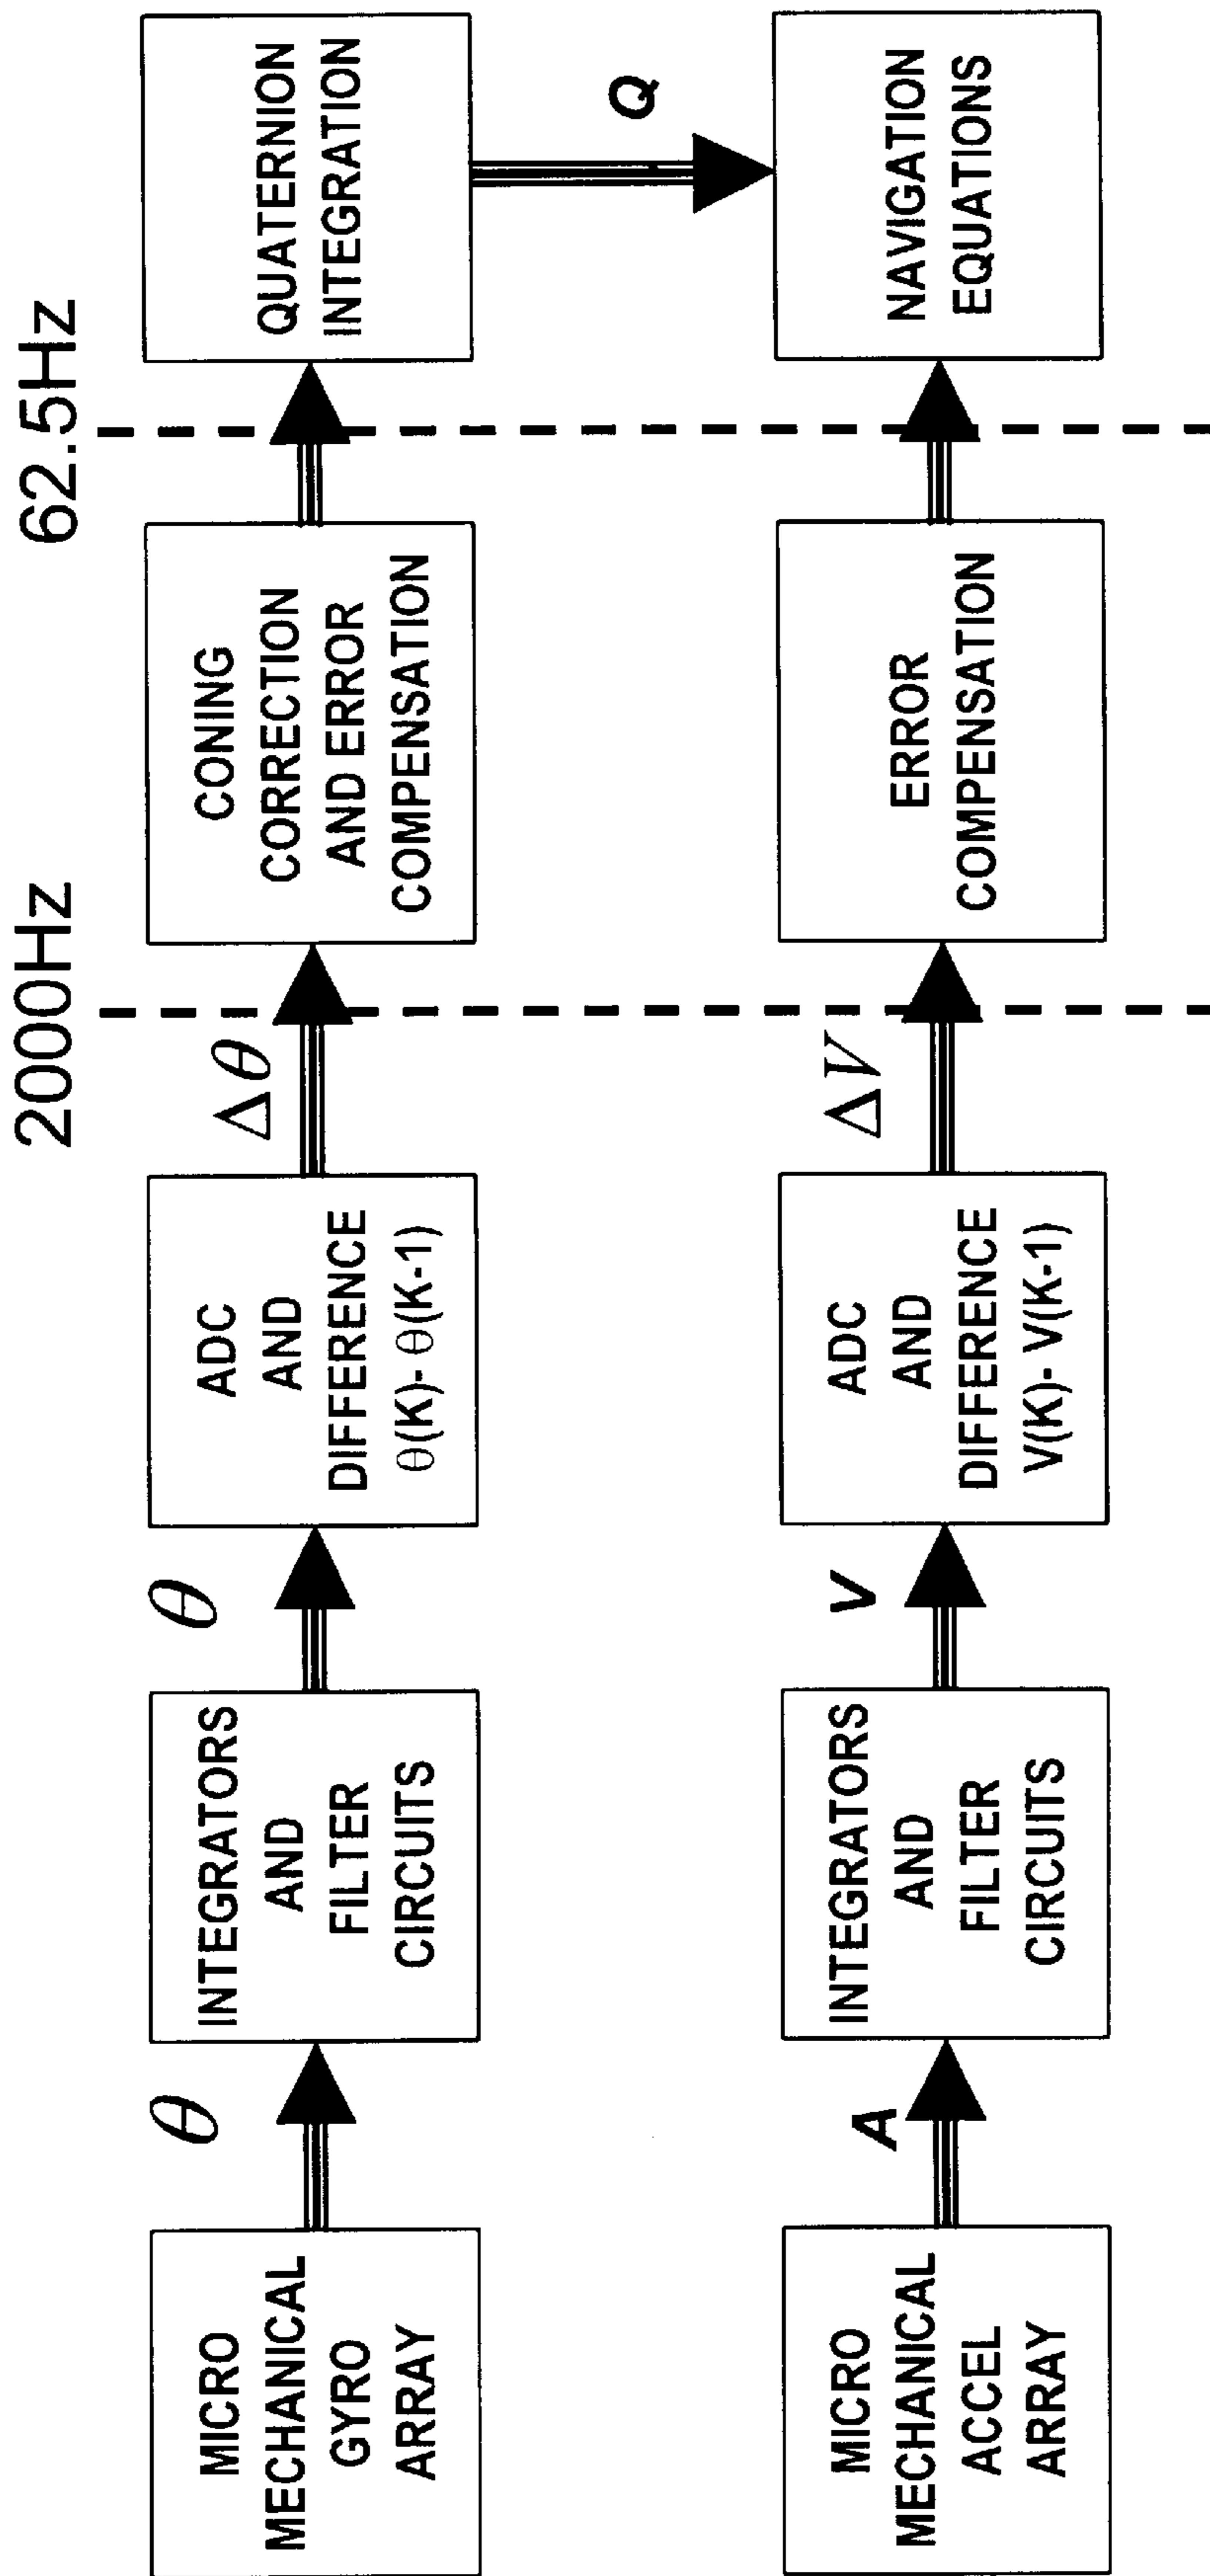 2000Hz
62.5Hz
MICRO
MECHANICAL
GYRO
ARRAY
θ
INTEGRATORS
AND
FILTER
CIRCUITS
θ
ADC
AND
DIFFERENCE
θ(K)- θ(K-1)
Δθ
CONING
CORRECTION
AND ERROR
COMPENSATION
QUATERNION
INTEGRATION
Q
MICRO
MECHANICAL
ACCEL
ARRAY
A
INTEGRATORS
AND
FILTER
CIRCUITS
V
ADC
AND
DIFFERENCE
V(K)- V(K-1)
ΔV
ERROR
COMPENSATION
NAVIGATION
EQUATIONS